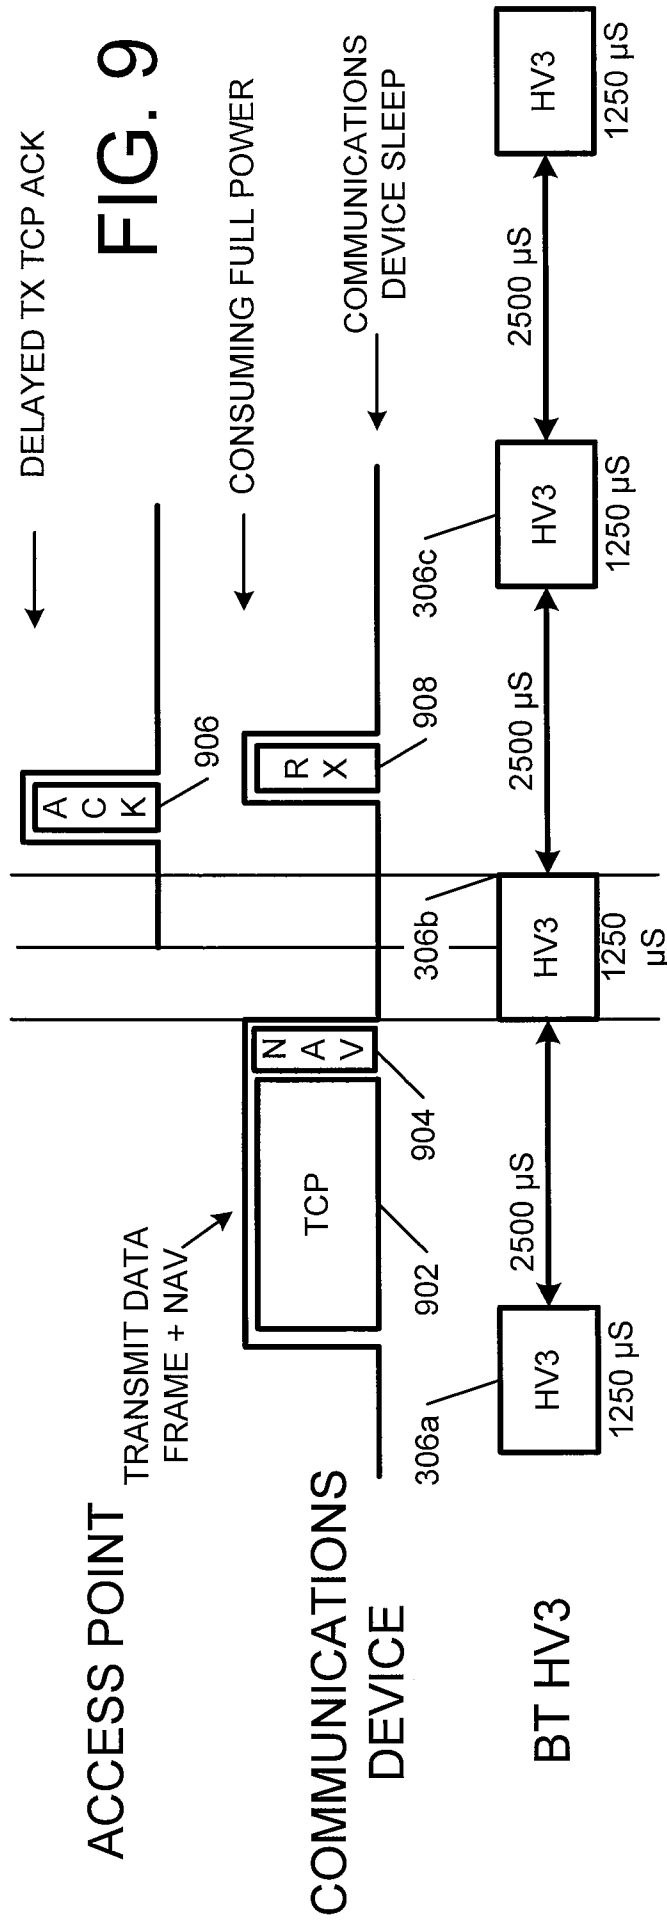 FIG. 9
ACCESS POINT
DELAYED TX TCP ACK
A
C
K
906
TRANSMIT DATA
FRAME + NAV
CONSUMING FULL POWER
COMMUNICATIONS
DEVICE
TCP
N
A
V
R
X
902
904
908
COMMUNICATIONS
DEVICE SLEEP
306a
306b
306c
BT HV3
HV3
2500 µS
HV3
2500 µS
HV3
2500 µS
HV3
1250 µS
1250
µS
1250 µS
1250 µS